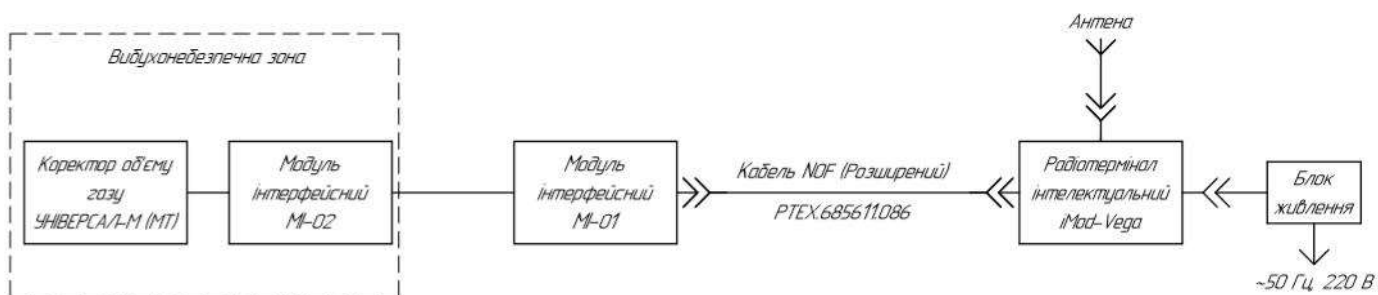 Антена
Вибухонебезпечна зона
Коректор об'єму
газу
УНІВЕРСАЛ-М (МТ)
Модуль
інтерфейсний
МІ-02
Модуль
інтерфейсний
МІ-01
Кабель NDF (Розширений)
РТЕХ.685611.086
Радіотермінал
інтелектуальний
iMod-Vega
Блок
живлення
~50 Гц, 220 В